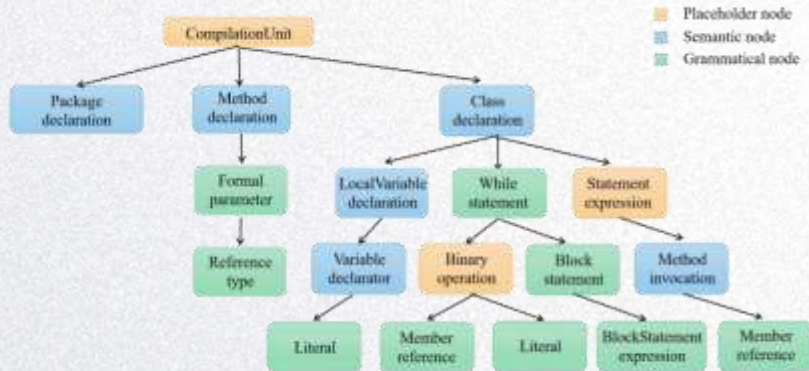 CompilationUnit
Placeholder node
Semantic node
Grammatical node
Package
declaration
Method
declaration
Class
declaration
Formal
parameter
LocalVariable
declaration
While
statement
Statement
expression
Reference
type
Variable
declarator
Binary
operation
Block
statement
Method
invocation
Literal
Member
reference
Literal
BlockStatement
expression
Member
reference